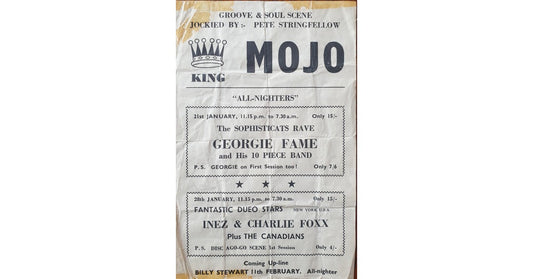 GROOVE & SOUL SCENE
JOCKIED BY :- PETE STRINGFELLOW
KING
MOJO
"ALL-NIGHTERS"
21st JANUARY, 11.15 p.m. to 7.30 a.m. Only 15/-
The SOPHISTICATS RAVE
GEORGIE FAME
and His 10 PIECE BAND
P.S. GEORGIE on First Session too! Only 7/6
28th JANUARY, 11.15 p.m. to 7.30 a.m. Only 15/-
FANTASTIC DUEO STARS NEW YORK U.S.A.
INEZ & CHARLIE FOXX
Plus THE CANADIANS
P.S. DISC AGO-GO SCENE 1st Session Only 4/-
Coming Up-line
BILLY STEWART 11th FEBRUARY. All-nighter